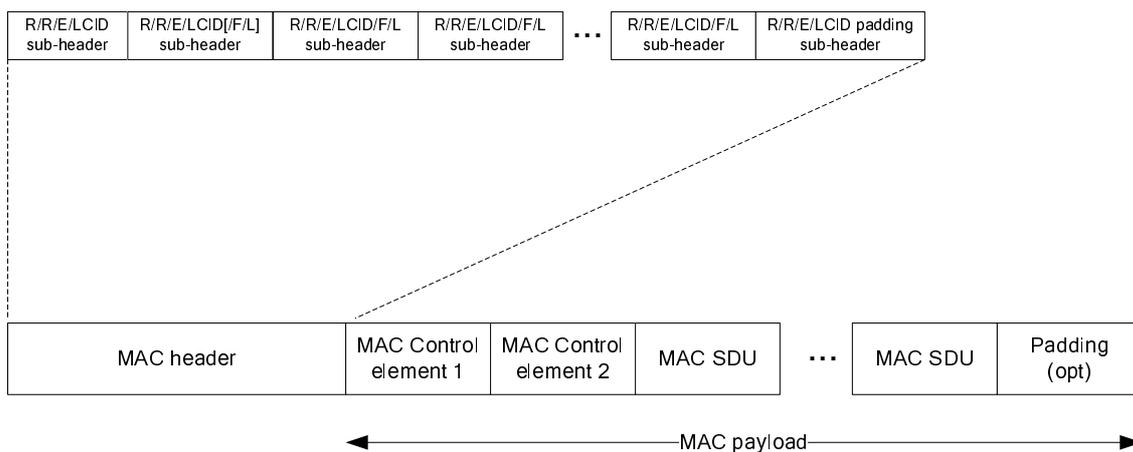 R/R/E/LCID
sub-header
R/R/E/LCID[/F/L]
sub-header
R/R/E/LCID/F/L
sub-header
R/R/E/LCID/F/L
sub-header
...
R/R/E/LCID/F/L
sub-header
R/R/E/LCID padding
sub-header
MAC header
MAC Control
element 1
MAC Control
element 2
MAC SDU
...
MAC SDU
Padding
(opt)
MAC payload